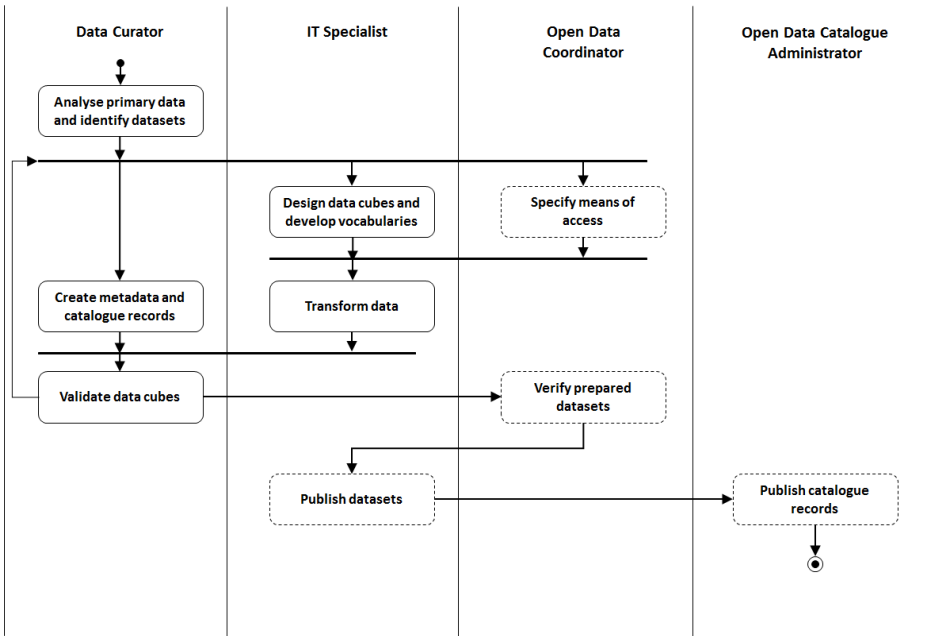 Data Curator
IT Specialist
Open Data
Coordinator
Open Data Catalogue
Administrator
Analyse primary data
and identify datasets
Design data cubes and
develop vocabularies
Specify means of
access
Create metadata and
catalogue records
Transform data
Validate data cubes
Verify prepared
datasets
Publish datasets
Publish catalogue
records